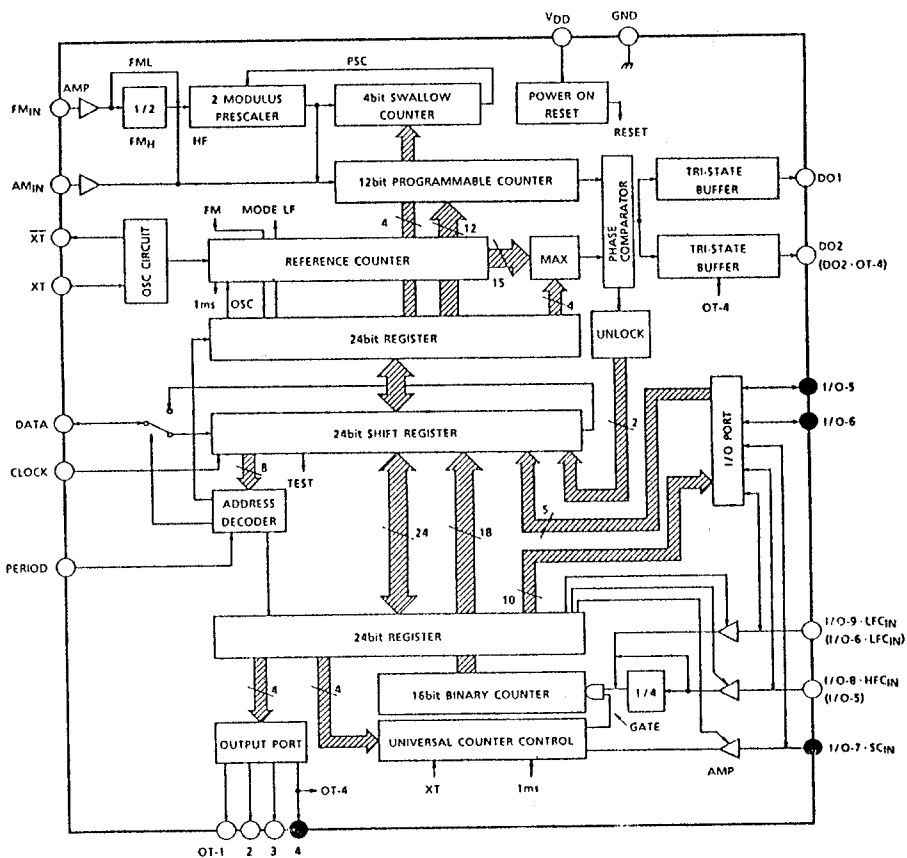 VDD
GND
PSC
FML
AMP
FMIN
1/2
2 MODULUS
PRESCALER
4bit SWALLOW
COUNTER
POWER ON
RESET
FMH
HF
RESET
AMIN
12bit PROGRAMMABLE COUNTER
PHASE COMPARATOR
TRI-STATE
BUFFER
DO1
FM
MODE LF
4
12
XT
OSC CIRCUIT
REFERENCE COUNTER
15
MAX
TRI-STATE
BUFFER
DO2
(DO2·OT-4)
XT
1ms
OSC
4
OT-4
24bit REGISTER
UNLOCK
I/O-5
2
I/O PORT
I/O-6
DATA
24bit SHIFT REGISTER
CLOCK
8
TEST
ADDRESS
DECODER
24
18
5
PERIOD
10
24bit REGISTER
I/O-9·LFCIN
(I/O-6·LFCIN)
4
4
16bit BINARY COUNTER
1/4
I/O-8·HFCIN
(I/O-5)
GATE
OUTPUT PORT
UNIVERSAL COUNTER CONTROL
I/O-7·SCIN
AMP
XT
1ms
OT-4
OT-1 2 3 4